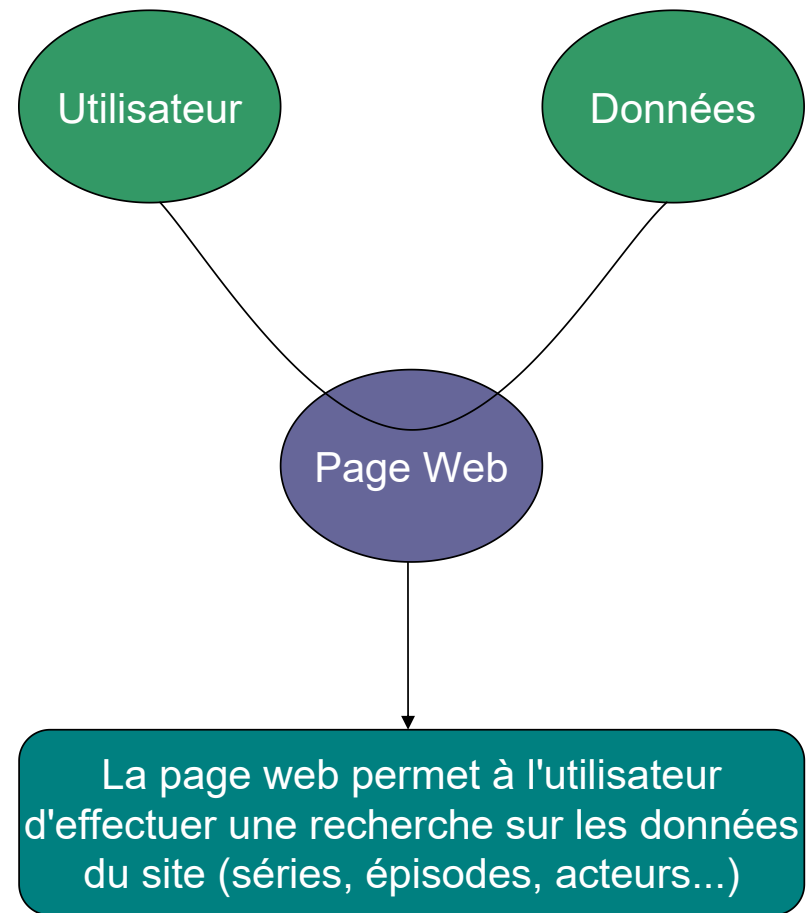 Utilisateur
Données
Page Web
La page web permet à l'utilisateur
d'effectuer une recherche sur les données
du site (séries, épisodes, acteurs...)